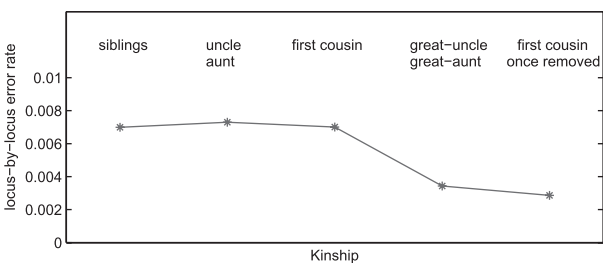 siblings
uncle
aunt
first cousin
great−uncle
great−aunt
first cousin
once removed
locus−by−locus error rate
0.01
0.008
0.006
0.004
0.002
0
Kinship